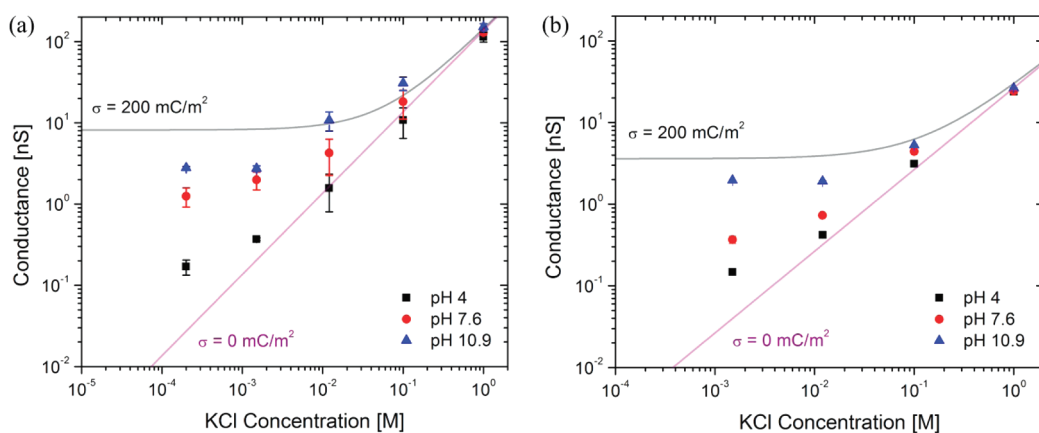 (a)
Conductance [nS]
10²
10¹
10⁰
10⁻¹
10⁻²
σ = 200 mC/m²
σ = 0 mC/m²
pH 4
pH 7.6
pH 10.9
10⁻⁵ 10⁻⁴ 10⁻³ 10⁻² 10⁻¹ 10⁰
KCl Concentration [M]
(b)
Conductance [nS]
10²
10¹
10⁰
10⁻¹
10⁻²
σ = 200 mC/m²
σ = 0 mC/m²
pH 4
pH 7.6
pH 10.9
10⁻⁴ 10⁻³ 10⁻² 10⁻¹ 10⁰
KCl Concentration [M]